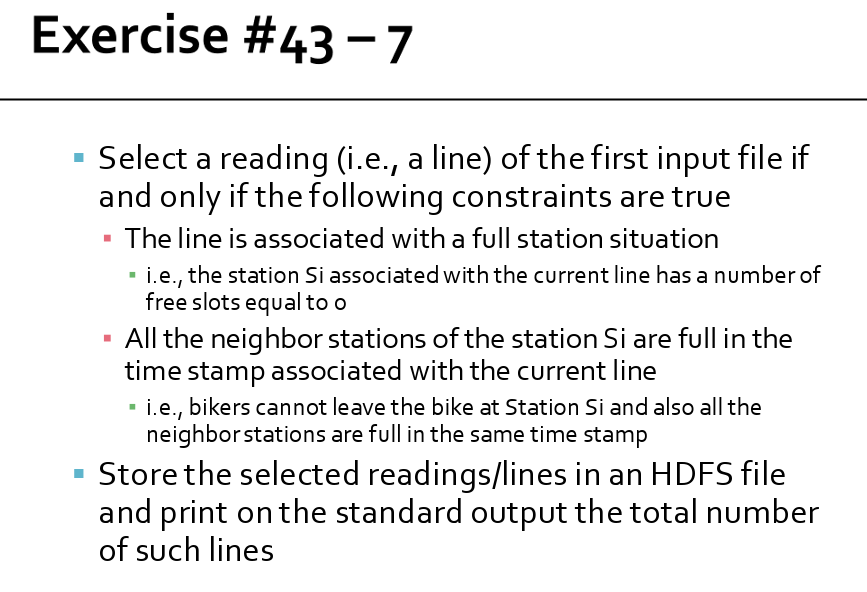 Exercise #43 – 7
Select a reading (i.e., a line) of the first input file if
and only if the following constraints are true
The line is associated with a full station situation
i.e., the station Si associated with the current line has a number of
free slots equal to 0
All the neighbor stations of the station Si are full in the
time stamp associated with the current line
i.e., bikers cannot leave the bike at Station Si and also all the
neighbor stations are full in the same time stamp
Store the selected readings/lines in an HDFS file
and print on the standard output the total number
of such lines